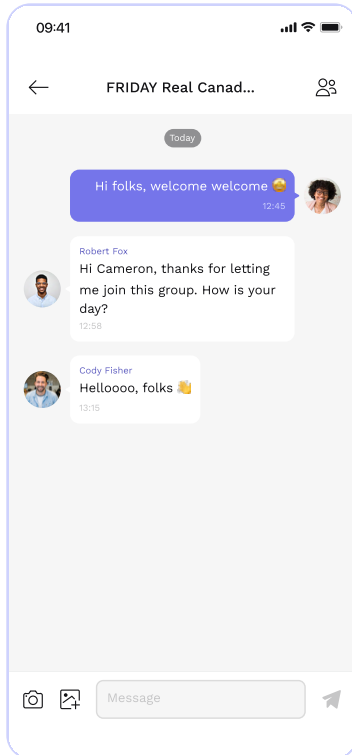 09:41
FRIDAY Real Canad...
Today
Hi folks, welcome welcome 🤩
12:45
Robert Fox
Hi Cameron, thanks for letting
me join this group. How is your
day?
12:58
Cody Fisher
Helloooo, folks 👋
13:15
Message